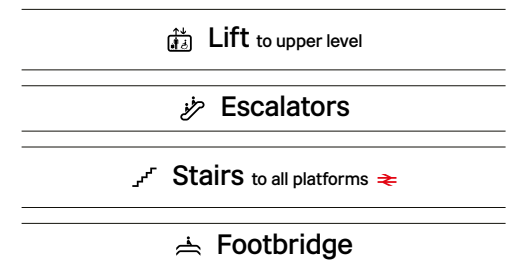 Lift to upper level
Escalators
Stairs to all platforms
Footbridge